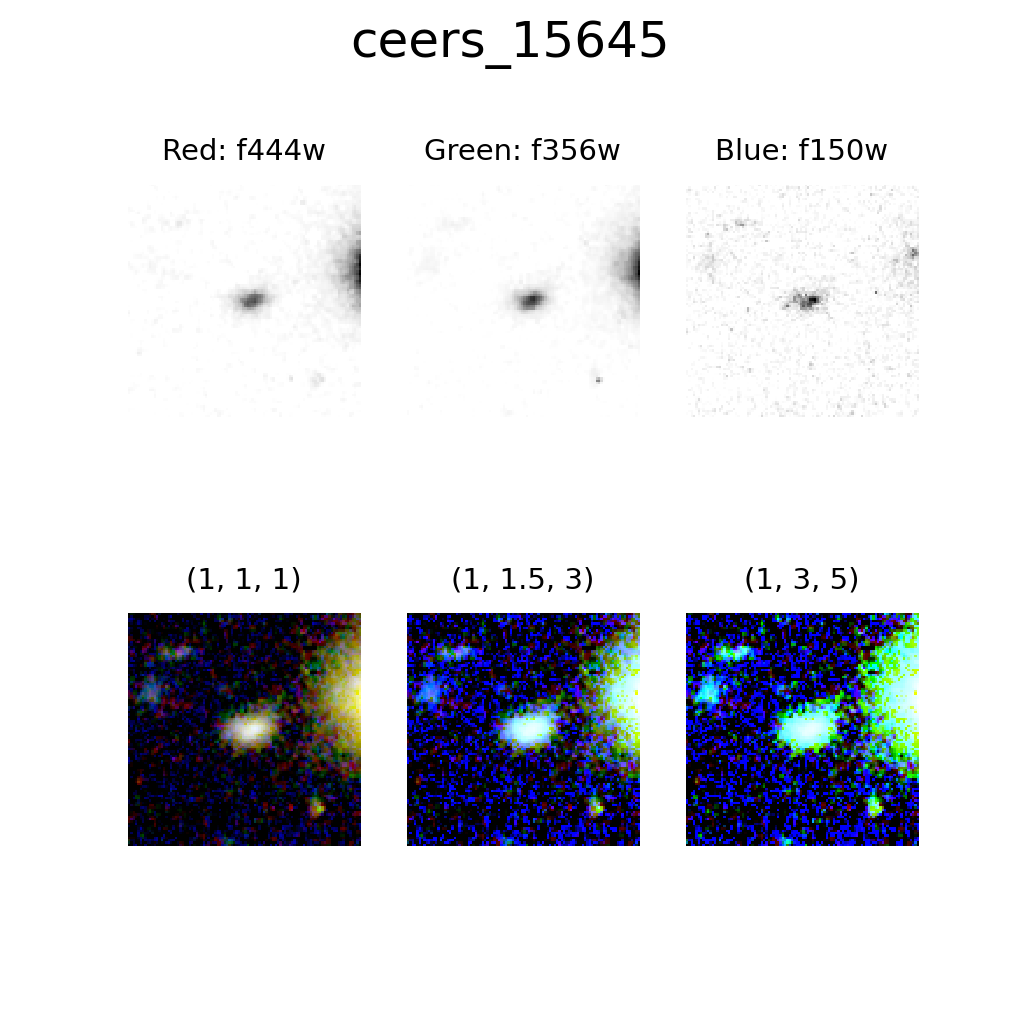 ceers_15645
Red: f444w
Green: f356w
Blue: f150w
(1, 1, 1)
(1, 1.5, 3)
(1, 3, 5)